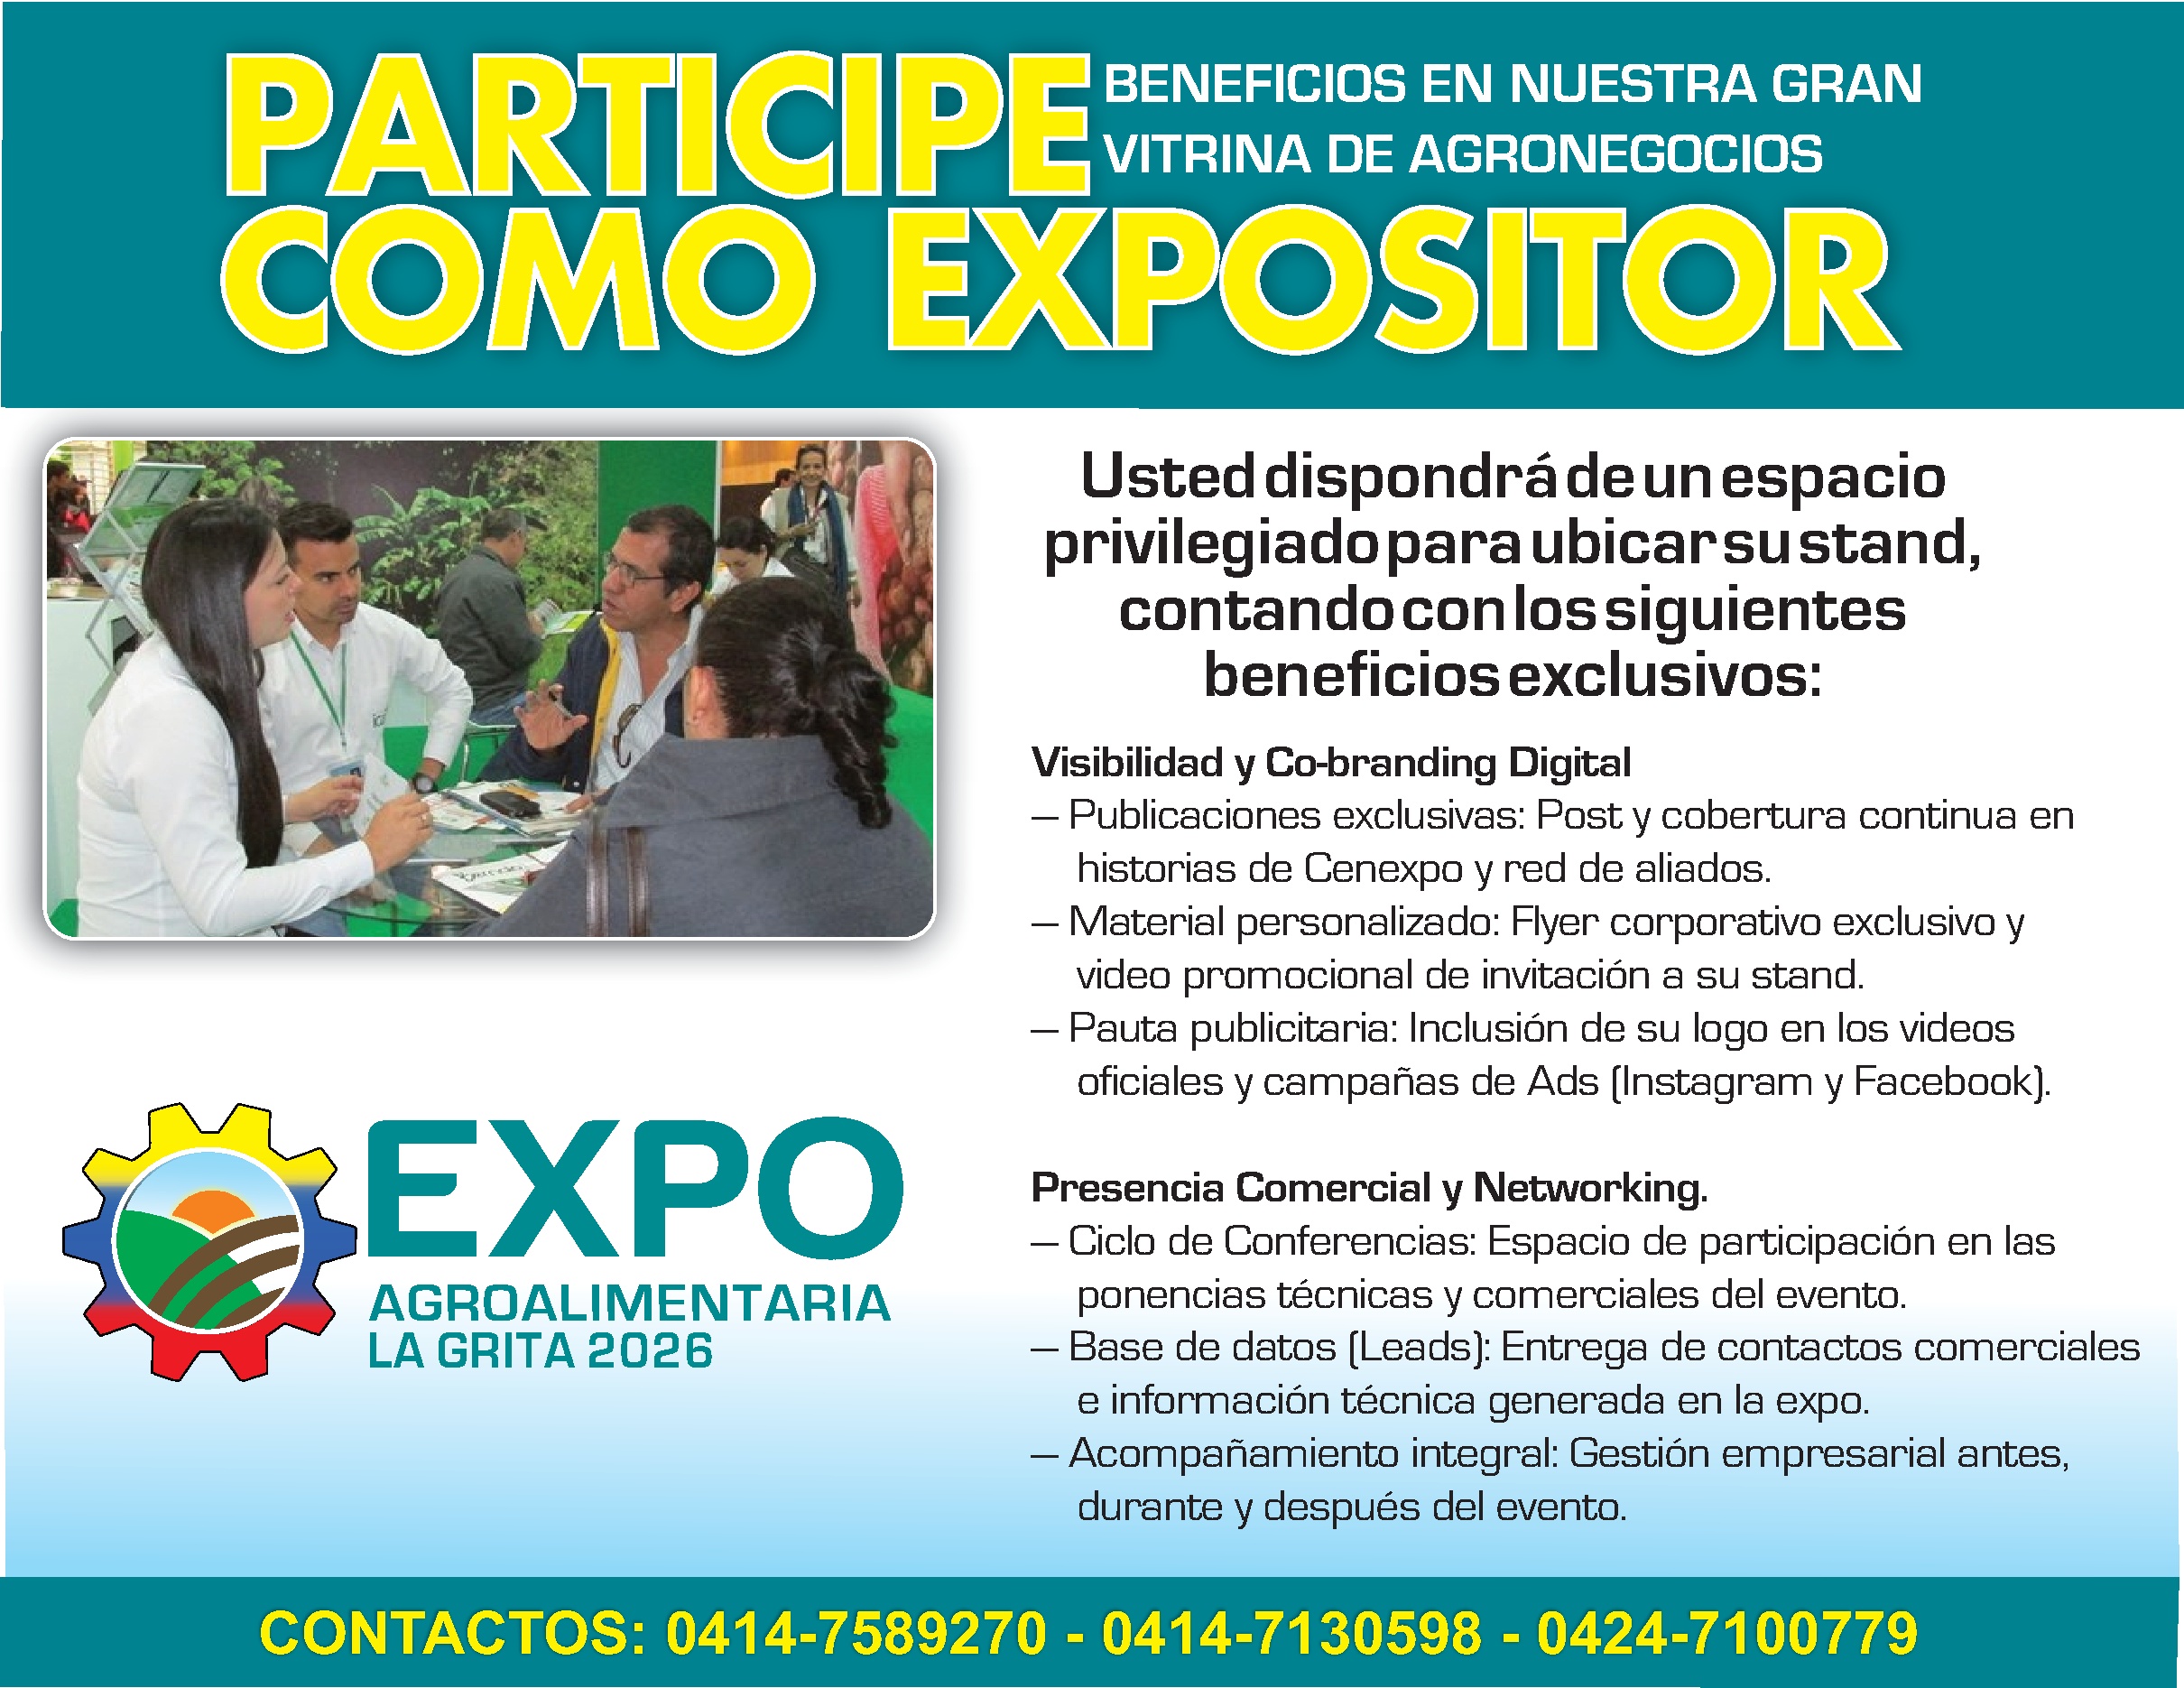 PARTICIPE
BENEFICIOS EN NUESTRA GRAN
VITRINA DE AGRONEGOCIOS
COMO EXPOSITOR
Usted dispondrá de un espacio
privilegiado para ubicar su stand,
contando con los siguientes
beneficios exclusivos:
Visibilidad y Co-branding Digital
— Publicaciones exclusivas: Post y cobertura continua en
historias de Cenexpo y red de aliados.
— Material personalizado: Flyer corporativo exclusivo y
video promocional de invitación a su stand.
— Pauta publicitaria: Inclusión de su logo en los videos
oficiales y campañas de Ads (Instagram y Facebook).
Presencia Comercial y Networking.
— Ciclo de Conferencias: Espacio de participación en las
ponencias técnicas y comerciales del evento.
— Base de datos (Leads): Entrega de contactos comerciales
e información técnica generada en la expo.
— Acompañamiento integral: Gestión empresarial antes,
durante y después del evento.
EXPO
AGROALIMENTARIA
LA GRITA 2026
CONTACTOS: 0414-7589270 - 0414-7130598 - 0424-7100779